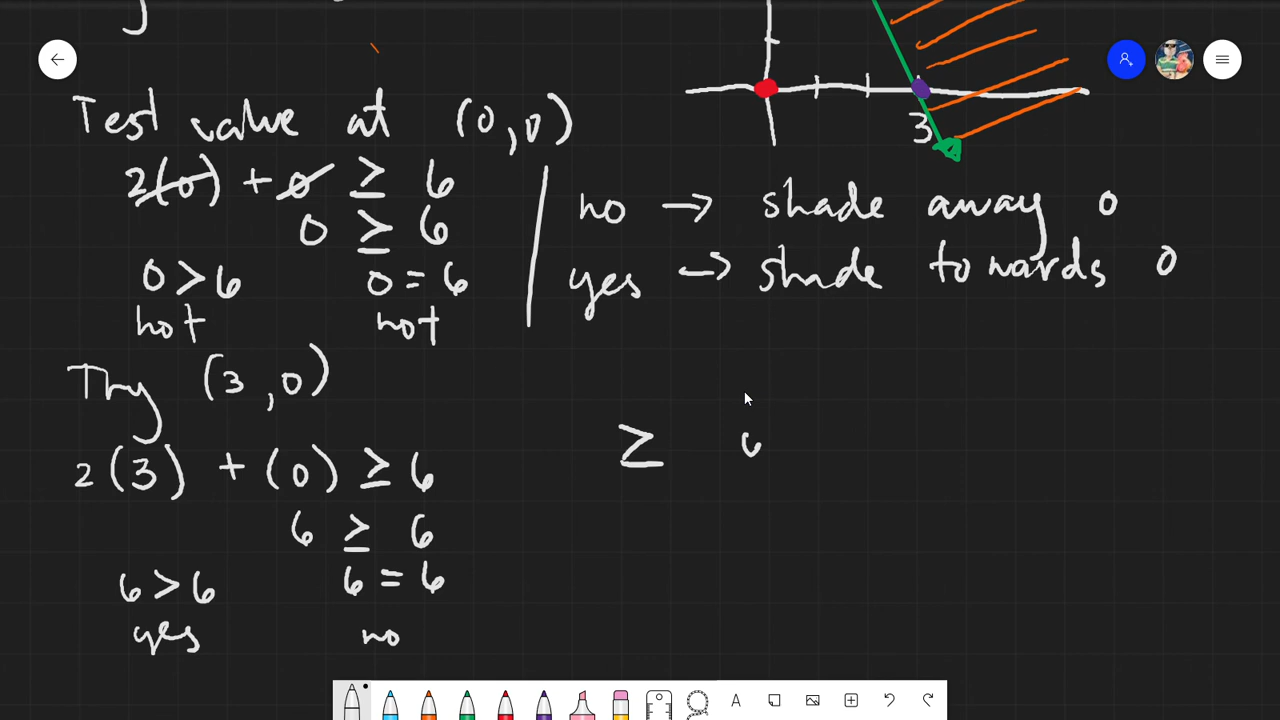 Test value at (0,0)
2(0) + 0 ≥ 6
0 ≥ 6
0 > 6 0 = 6
not not
3
no → shade away 0
yes → shade towards 0
Try (3,0)
2(3) + (0) ≥ 6
6 ≥ 6
6 > 6 6 = 6
yes no
≥
A